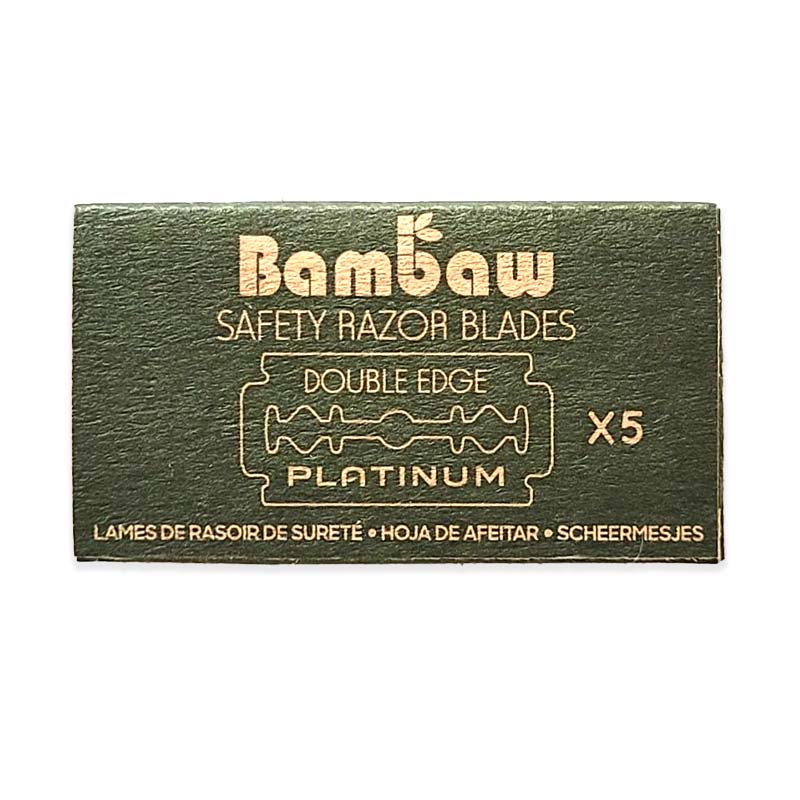 Bambaw
SAFETY RAZOR BLADES
DOUBLE EDGE
X5
PLATINUM
LAMES DE RASOIR DE SURETÉ • HOJA DE AFEITAR • SCHEERMESJES